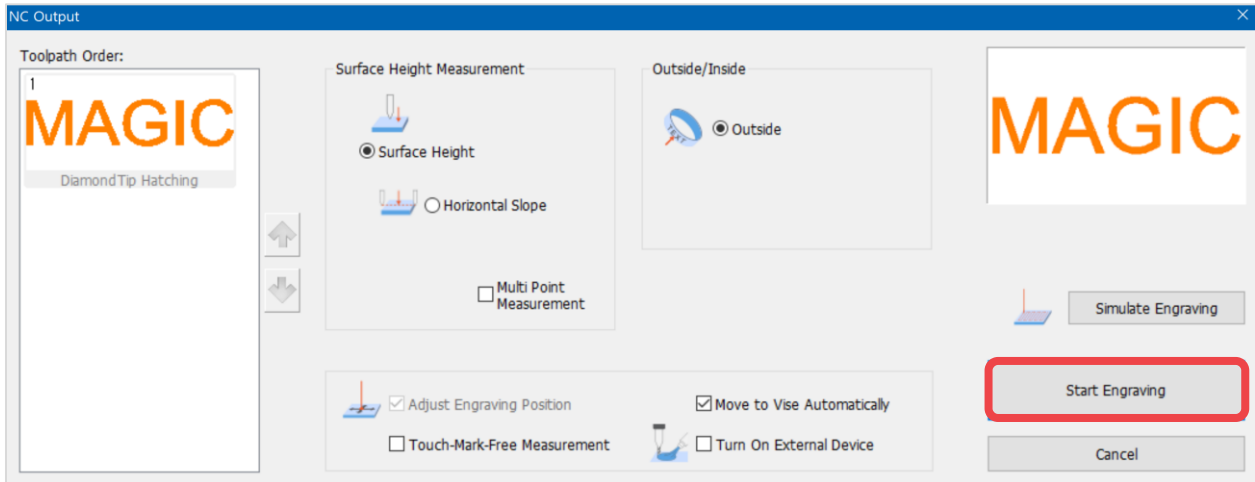 NC Output
Toolpath Order:
1
MAGIC
DiamondTip Hatching
Surface Height Measurement
Surface Height
Horizontal Slope
Multi Point
Measurement
Outside/Inside
Outside
MAGIC
Simulate Engraving
Adjust Engraving Position
Move to Vise Automatically
Touch-Mark-Free Measurement
Turn On External Device
Start Engraving
Cancel